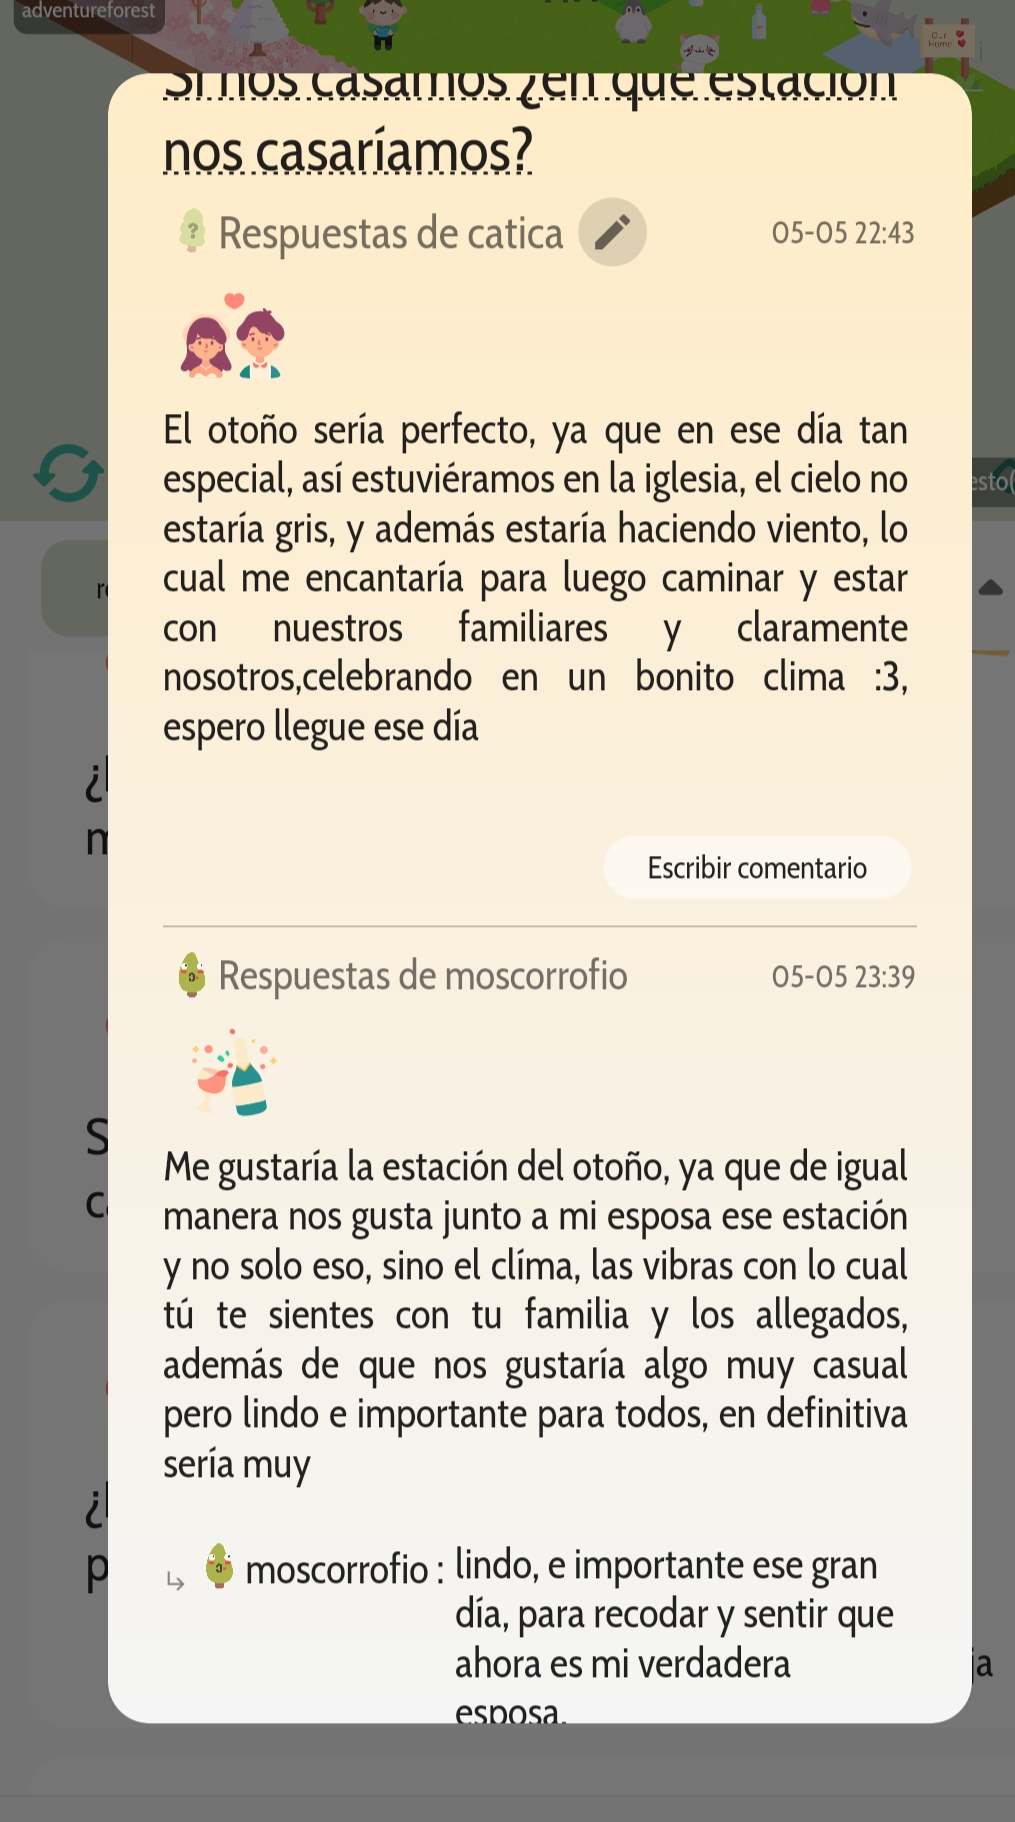 adventureforest
Our
Home
Si nos casamos ¿en qué estación
nos casaríamos?
Respuestas de catica
05-05 22:43
El otoño sería perfecto, ya que en ese día tan
especial, así estuviéramos en la iglesia, el cielo no
estaría gris, y además estaría haciendo viento, lo
cual me encantaría para luego caminar y estar
con nuestros familiares y claramente
nosotros,celebrando en un bonito clima :3,
espero llegue ese día
Escribir comentario
Respuestas de moscorrofio
05-05 23:39
Me gustaría la estación del otoño, ya que de igual
manera nos gusta junto a mi esposa ese estación
y no solo eso, sino el clíma, las vibras con lo cual
tú te sientes con tu familia y los allegados,
además de que nos gustaría algo muy casual
pero lindo e importante para todos, en definitiva
sería muy
moscorrofio : lindo, e importante ese gran
día, para recodar y sentir que
ahora es mi verdadera
esposa.